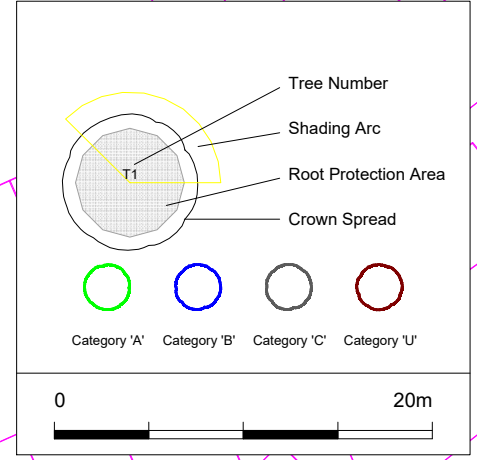 Tree Number
Shading Arc
T1
Root Protection Area
Crown Spread
Category 'A' Category 'B' Category 'C' Category 'U'
0 20m